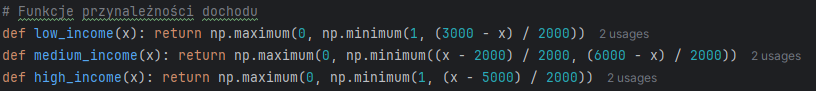 # Funkcje przynależności dochodu
def low_income(x): return np.maximum(0, np.minimum(1, (3000 - x) / 2000)) 2 usages
def medium_income(x): return np.maximum(0, np.minimum((x - 2000) / 2000, (6000 - x) / 2000)) 2 usages
def high_income(x): return np.maximum(0, np.minimum(1, (x - 5000) / 2000)) 2 usages